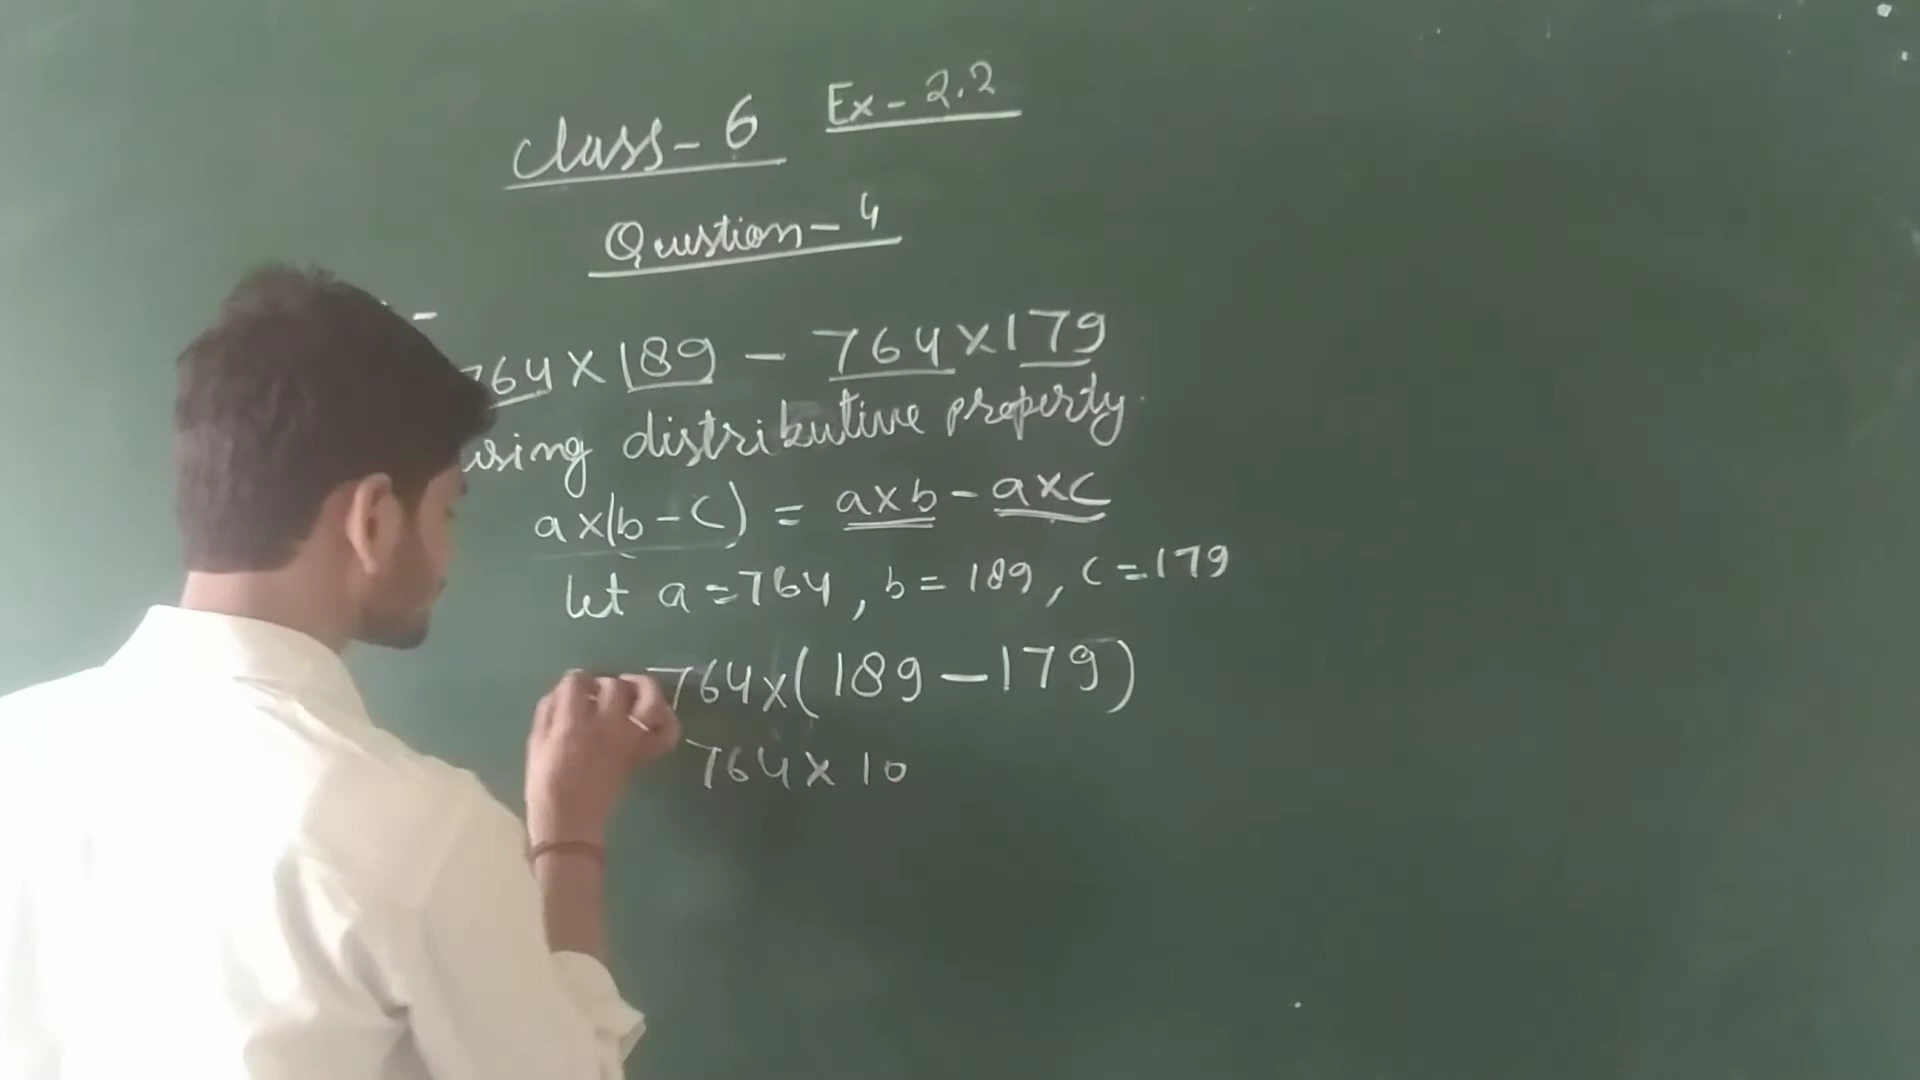 Class-6 Ex-2.2
Question-4
764×189 - 764×179
using distributive property
a×(b-c) = a×b - a×c
let a=764, b=189, c=179
764×(189-179)
764×10